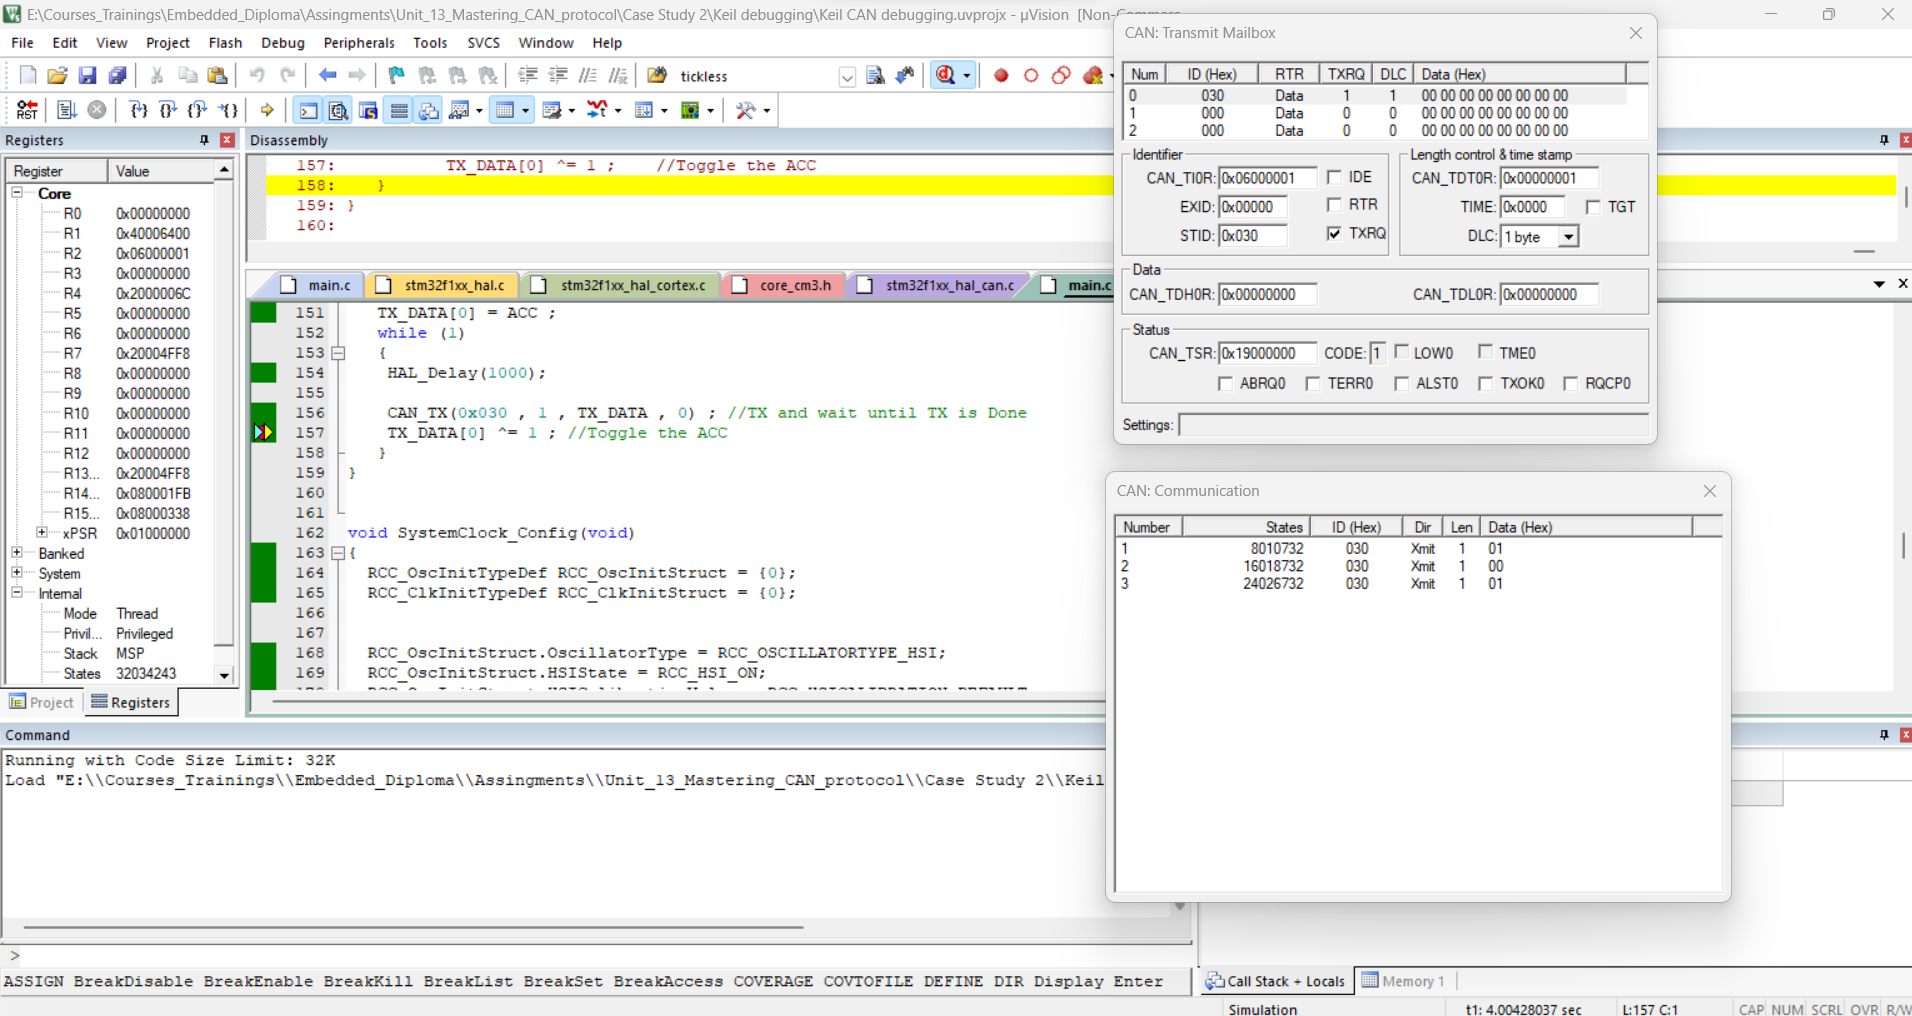 E:\Courses_Trainings\Embedded_Diploma\Assingments\Unit_13_Mastering_CAN_protocol\Case Study 2\Keil debugging\Keil CAN debugging.uvprojx - µVision [Non-Commerc
File Edit View Project Flash Debug Peripherals Tools SVCS Window Help
tickless
RST
Registers
Register Value
Core
R0 0x00000000
R1 0x40006400
R2 0x06000001
R3 0x00000000
R4 0x2000006C
R5 0x00000000
R6 0x00000000
R7 0x20004FF8
R8 0x00000000
R9 0x00000000
R10 0x00000000
R11 0x00000000
R12 0x00000000
R13... 0x20004FF8
R14... 0x080001FB
R15... 0x08000338
xPSR 0x01000000
Banked
System
Internal
Mode Thread
Privil... Privileged
Stack MSP
States 32034243
Project Registers
Disassembly
157: TX_DATA[0] ^= 1 ; //Toggle the ACC
158: }
159: }
160:
main.c stm32f1xx_hal.c stm32f1xx_hal_cortex.c core_cm3.h stm32f1xx_hal_can.c main.c
151 TX_DATA[0] = ACC ;
152 while (1)
153 {
154 HAL_Delay(1000);
155
156 CAN_TX(0x030 , 1 , TX_DATA , 0) ; //TX and wait until TX is Done
157 TX_DATA[0] ^= 1 ; //Toggle the ACC
158 }
159 }
160
161
162 void SystemClock_Config(void)
163 {
164 RCC_OscInitTypeDef RCC_OscInitStruct = {0};
165 RCC_ClkInitTypeDef RCC_ClkInitStruct = {0};
166
167
168 RCC_OscInitStruct.OscillatorType = RCC_OSCILLATORTYPE_HSI;
169 RCC_OscInitStruct.HSIState = RCC_HSI_ON;
CAN: Transmit Mailbox
Num ID (Hex) RTR TXRQ DLC Data (Hex)
0 030 Data 1 1 00 00 00 00 00 00 00 00
1 000 Data 0 0 00 00 00 00 00 00 00 00
2 000 Data 0 0 00 00 00 00 00 00 00 00
Identifier
CAN_TI0R: 0x06000001 IDE
EXID: 0x00000 RTR
STID: 0x030 TXRQ
Length control & time stamp
CAN_TDT0R: 0x00000001
TIME: 0x0000 TGT
DLC: 1 byte
Data
CAN_TDH0R: 0x00000000 CAN_TDL0R: 0x00000000
Status
CAN_TSR: 0x19000000 CODE: 1 LOW0 TME0
ABRQ0 TERR0 ALST0 TXOK0 RQCP0
Settings:
CAN: Communication
Number States ID (Hex) Dir Len Data (Hex)
1 8010732 030 Xmit 1 01
2 16018732 030 Xmit 1 00
3 24026732 030 Xmit 1 01
Command
Running with Code Size Limit: 32K
Load "E:\\Courses_Trainings\\Embedded_Diploma\\Assingments\\Unit_13_Mastering_CAN_protocol\\Case Study 2\\Keil
>
ASSIGN BreakDisable BreakEnable BreakKill BreakList BreakSet BreakAccess COVERAGE COVTOFILE DEFINE DIR Display Enter
Call Stack + Locals Memory 1
Simulation t1: 4.00428037 sec L:157 C:1 CAP NUM SCRL OVR R/W